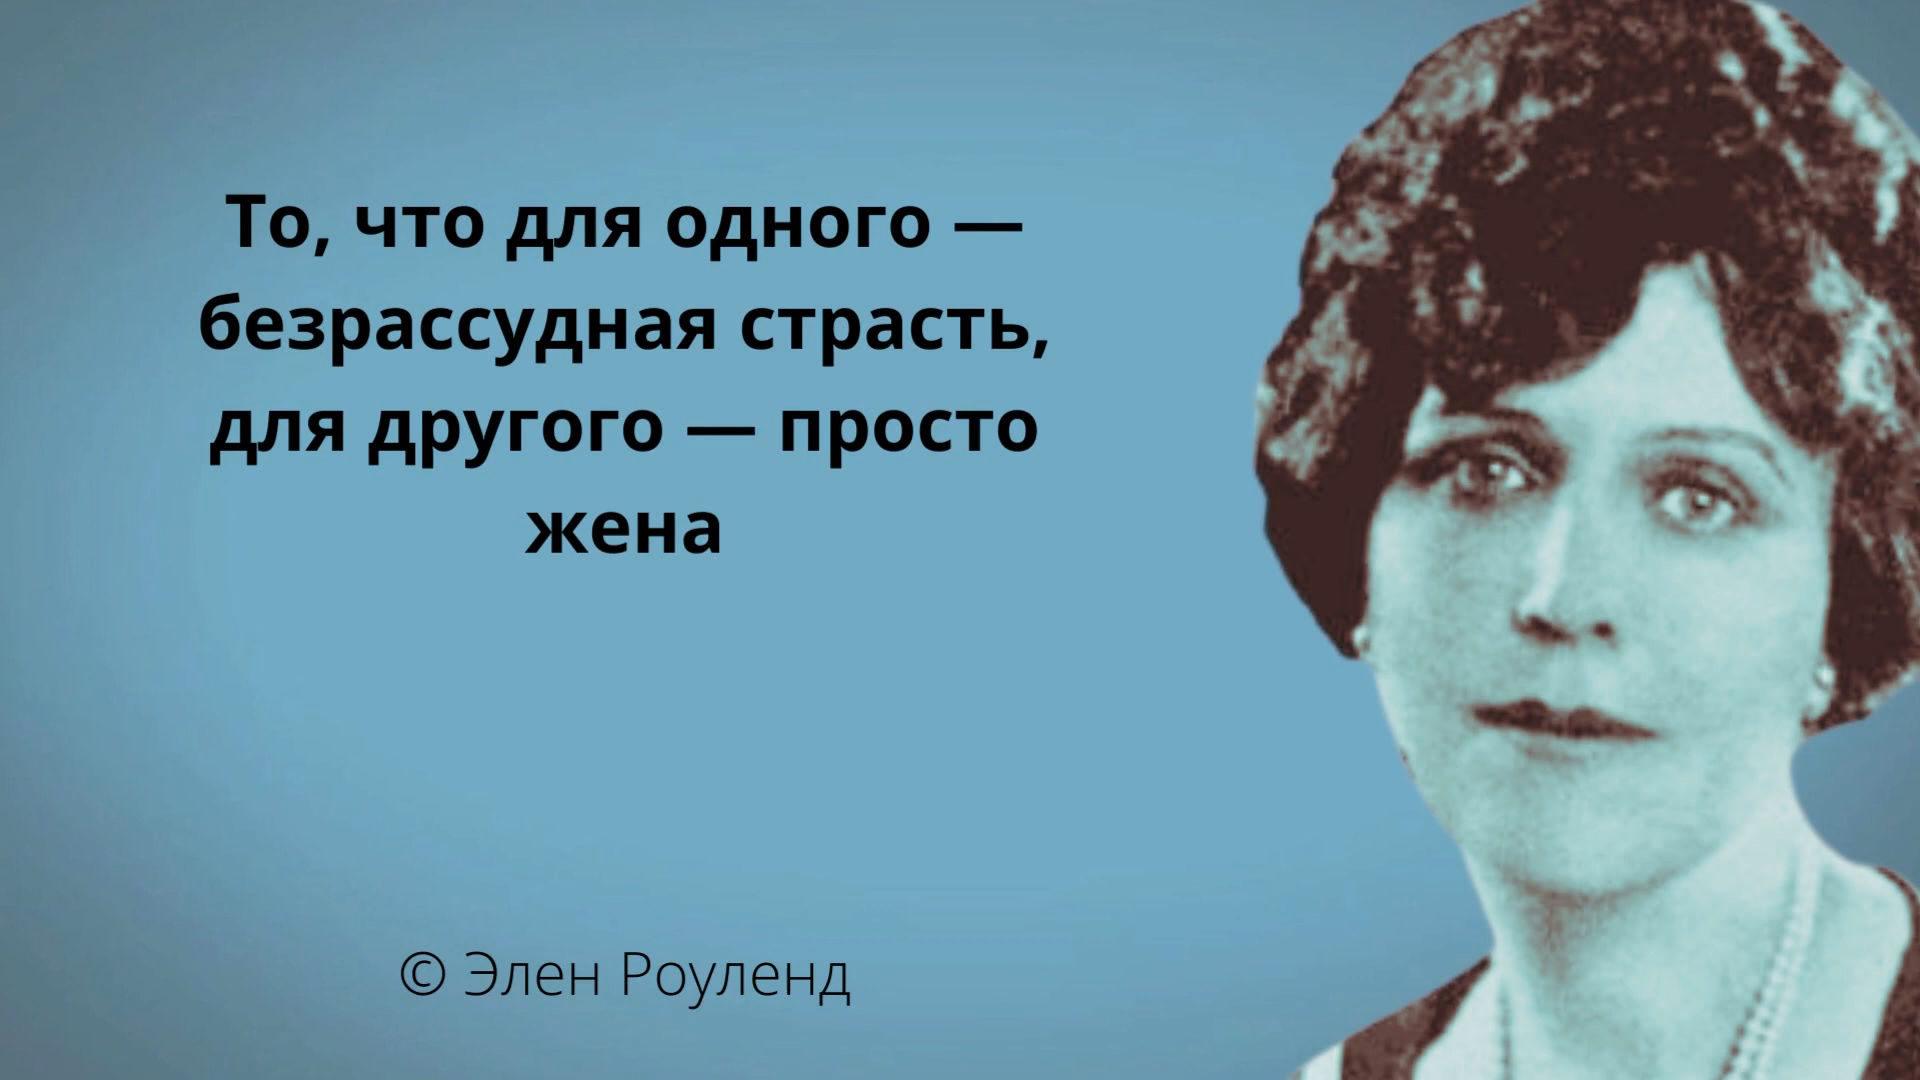 То, что для одного —
безрассудная страсть,
для другого — просто
жена
© Элен Роуленд